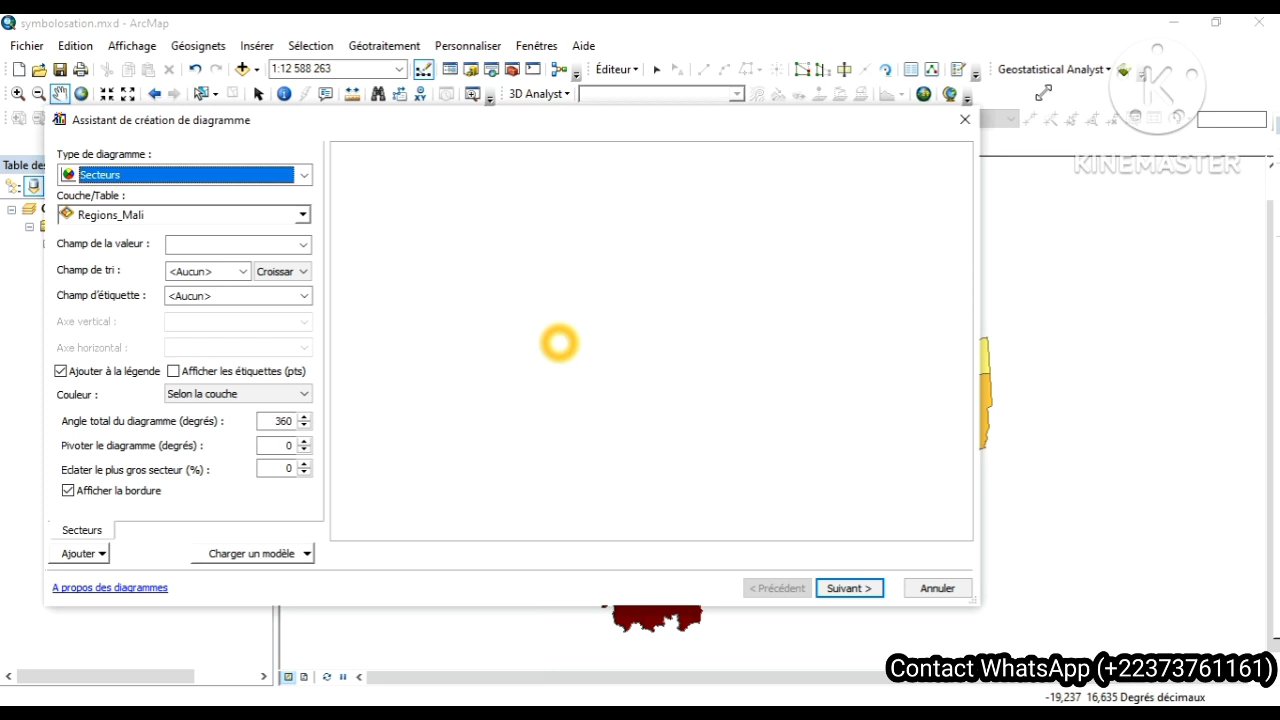 symbolosation.mxd - ArcMap
Fichier Edition Affichage Géosignets Insérer Sélection Géotraitement Personnaliser Fenêtres Aide
1:12 588 263
Éditeur
Geostatistical Analyst
3D Analyst
KINEMASTER
Table des
Assistant de création de diagramme
Type de diagramme :
Secteurs
Couche/Table :
Regions_Mali
Champ de la valeur :
Champ de tri : <Aucun> Croissar
Champ d'étiquette : <Aucun>
Axe vertical :
Axe horizontal :
Ajouter à la légende Afficher les étiquettes (pts)
Couleur : Selon la couche
Angle total du diagramme (degrés) : 360
Pivoter le diagramme (degrés) : 0
Eclater le plus gros secteur (%) : 0
Afficher la bordure
Secteurs
Ajouter Charger un modèle
A propos des diagrammes
< Précédent Suivant > Annuler
Contact WhatsApp (+22373761161)
-19,237 16,635 Degrés décimaux